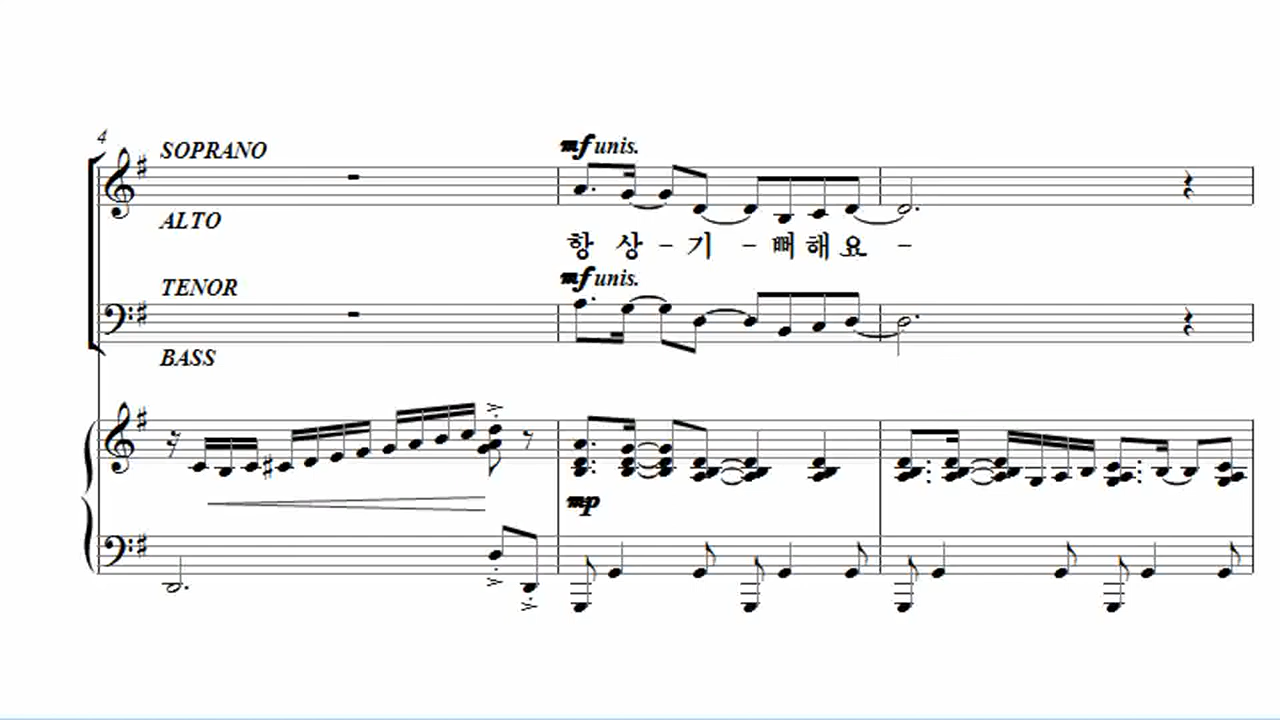 4
SOPRANO
mf unis.
ALTO
항 상 - 기 - 뻐 해 요 -
mf unis.
TENOR
BASS
mp